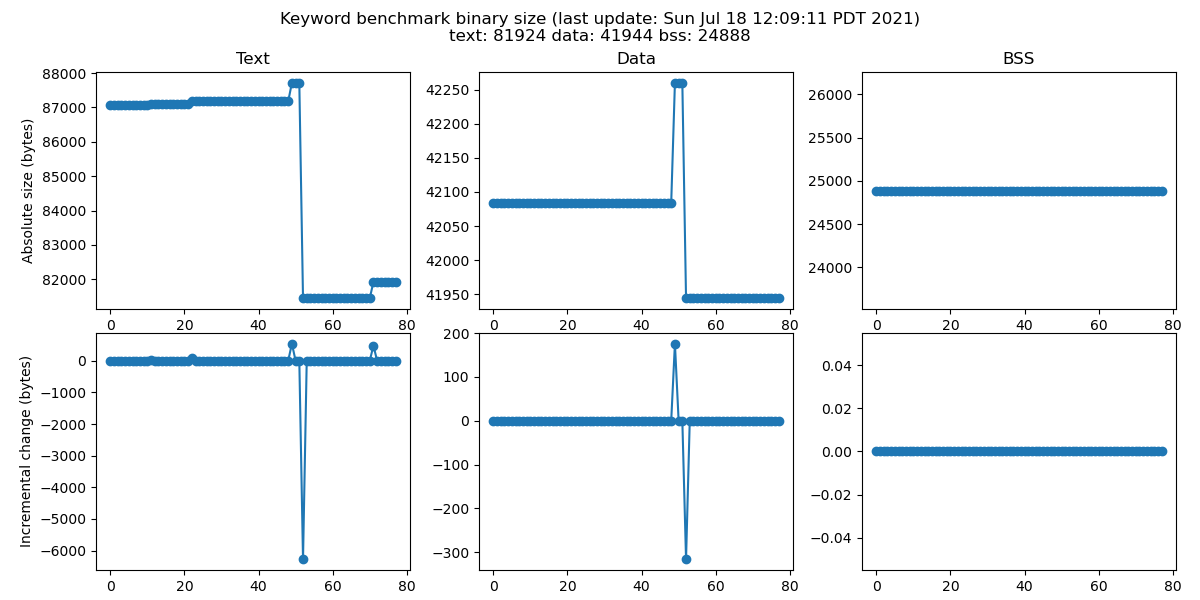 Keyword benchmark binary size (last update: Sun Jul 18 12:09:11 PDT 2021)
text: 81924 data: 41944 bss: 24888
Text
Data
BSS
Absolute size (bytes)
88000
87000
86000
85000
84000
83000
82000
0 20 40 60 80
42250
42200
42150
42100
42050
42000
41950
0 20 40 60 80
26000
25500
25000
24500
24000
0 20 40 60 80
Incremental change (bytes)
0
−1000
−2000
−3000
−4000
−5000
−6000
0 20 40 60 80
200
100
0
−100
−200
−300
0 20 40 60 80
0.04
0.02
0.00
−0.02
−0.04
0 20 40 60 80